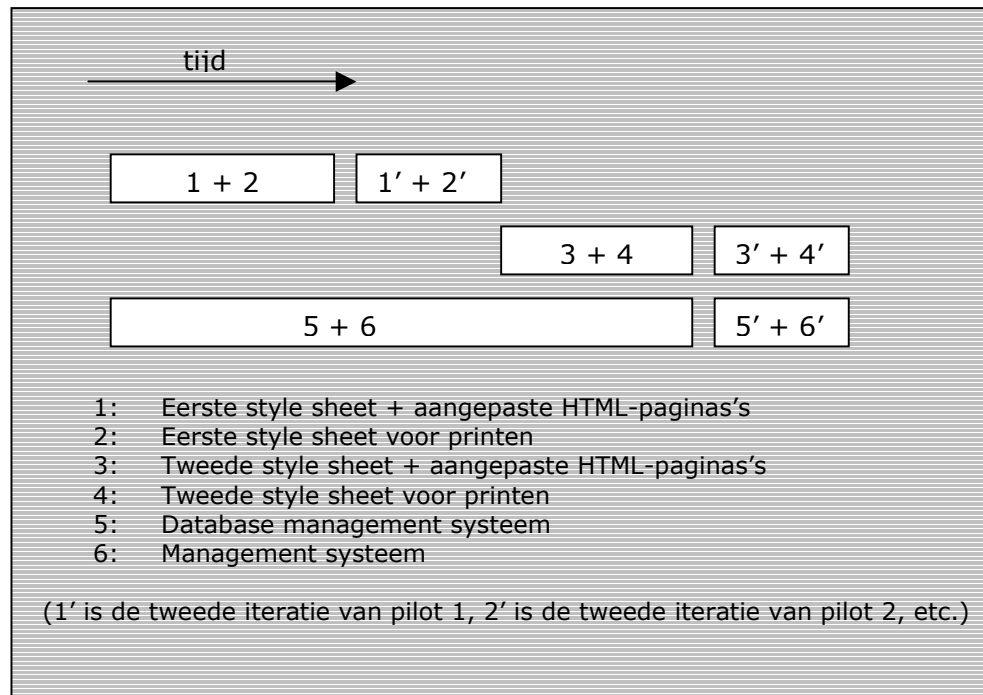 tijd
1 + 2
1’ + 2’
3 + 4
3’ + 4’
5 + 6
5’ + 6’
1: Eerste style sheet + aangepaste HTML-paginas’s
2: Eerste style sheet voor printen
3: Tweede style sheet + aangepaste HTML-paginas’s
4: Tweede style sheet voor printen
5: Database management systeem
6: Management systeem
(1’ is de tweede iteratie van pilot 1, 2’ is de tweede iteratie van pilot 2, etc.)